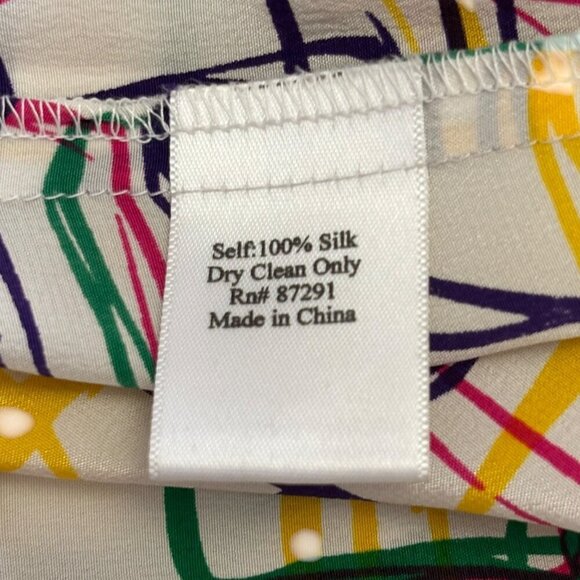 Self:100% Silk
Dry Clean Only
Rn# 87291
Made in China